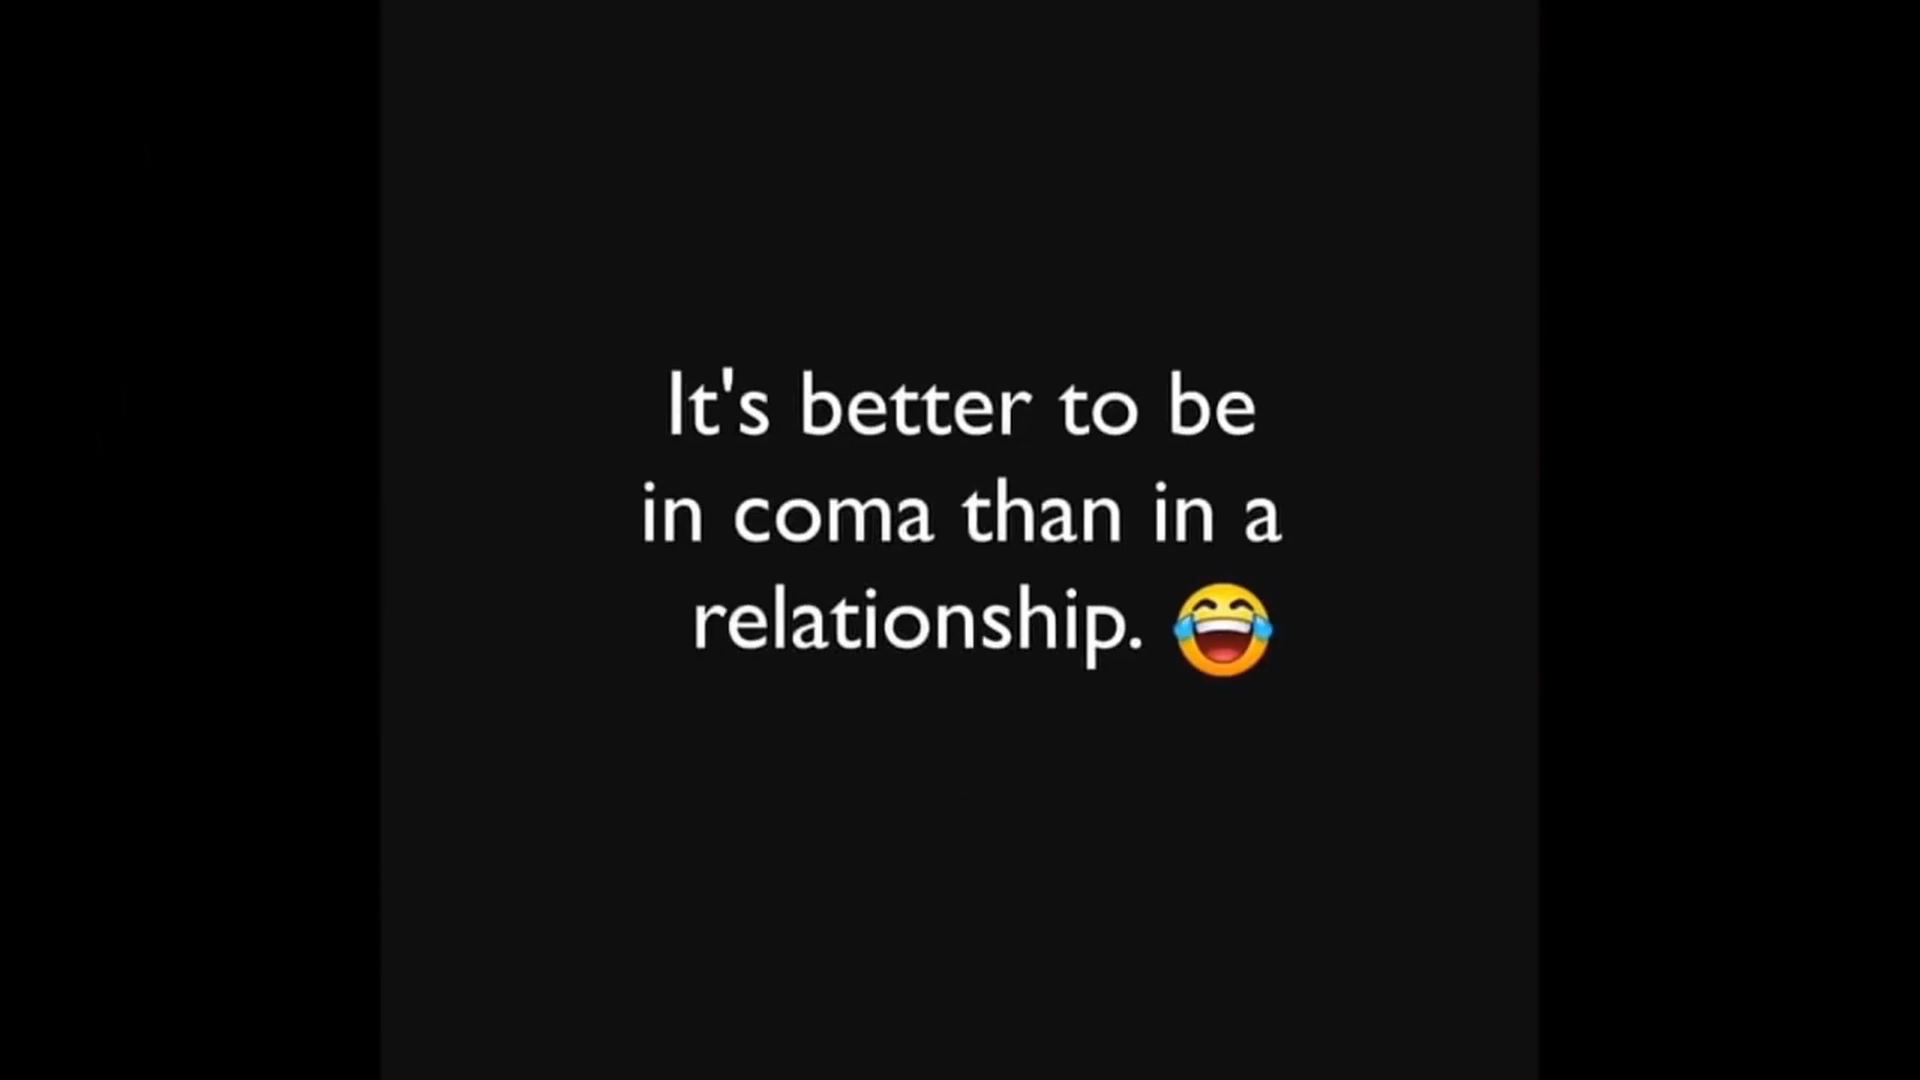 It's better to be
in coma than in a
relationship. 😂